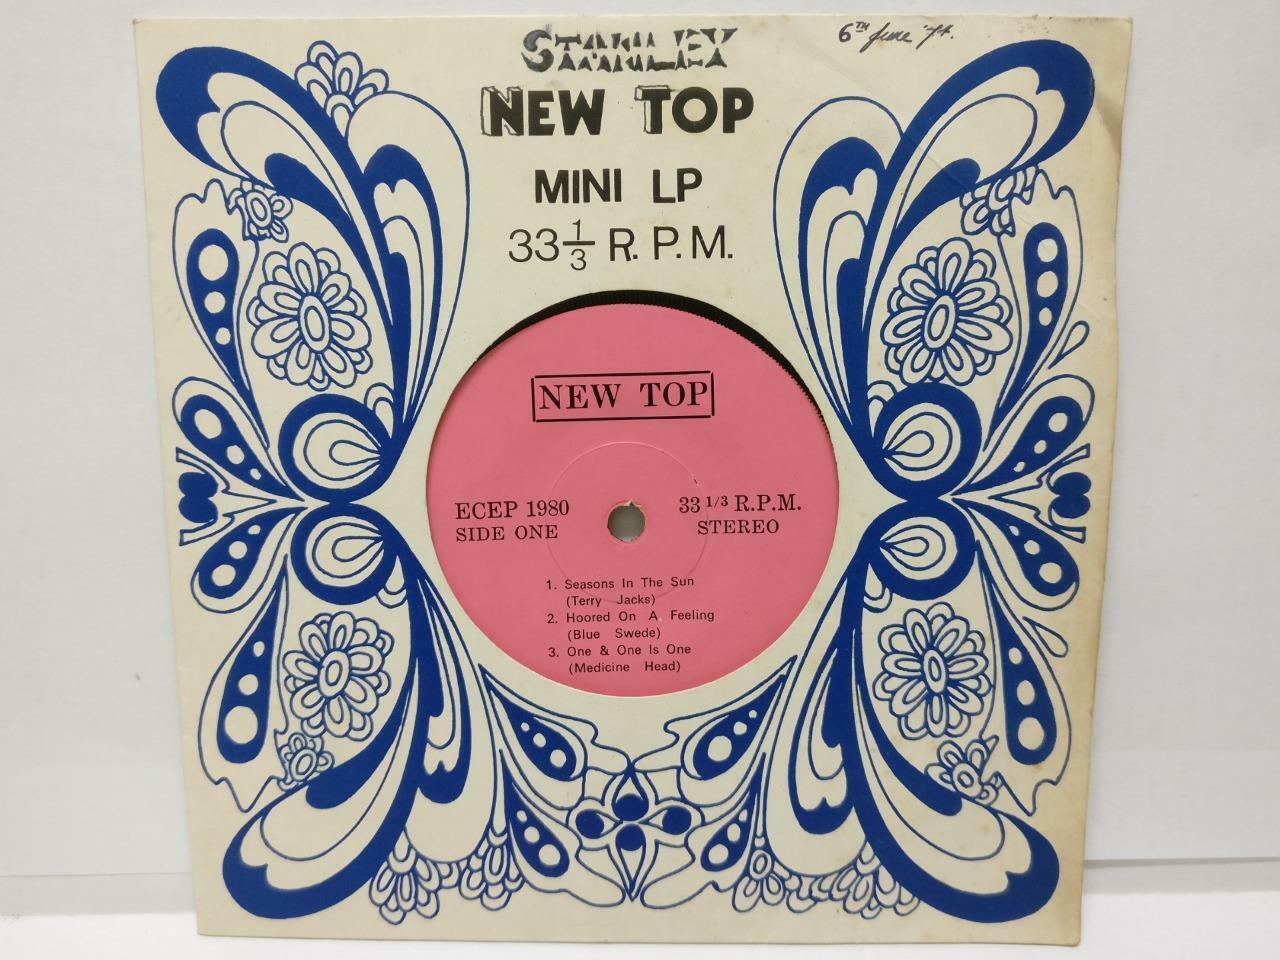 STANLEY
6TH June '74.
NEW TOP
MINI LP
33 1/3 R. P. M.
NEW TOP
ECEP 1980
SIDE ONE
33 1/3 R.P.M.
STEREO
1. Seasons In The Sun
(Terry Jacks)
2. Hoored On A. Feeling
(Blue Swede)
3. One & One Is One
(Medicine Head)